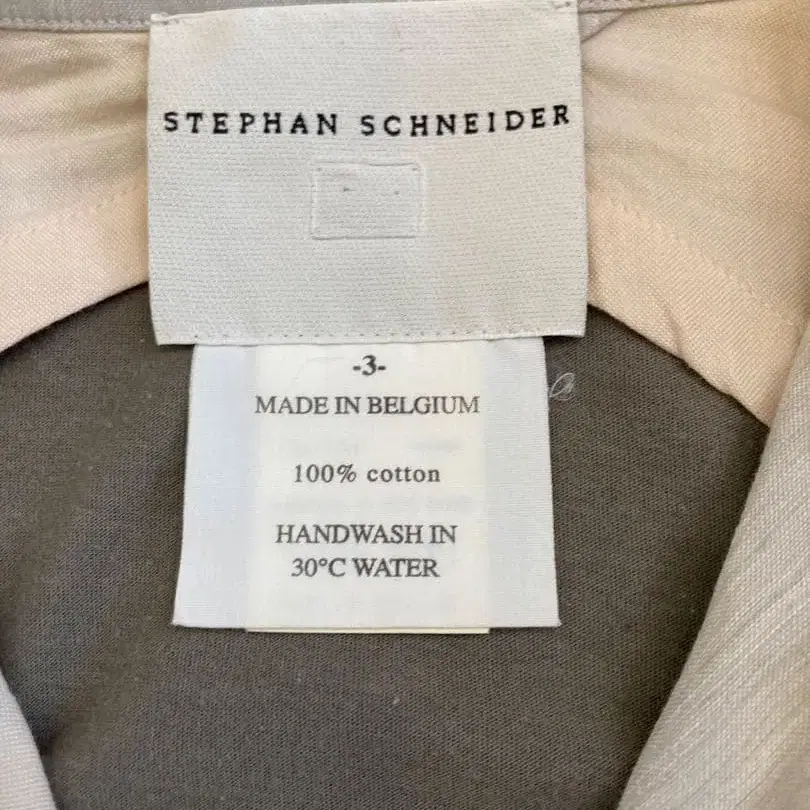 STEPHAN SCHNEIDER
-3-
MADE IN BELGIUM
100% cotton
HANDWASH IN
30°C WATER